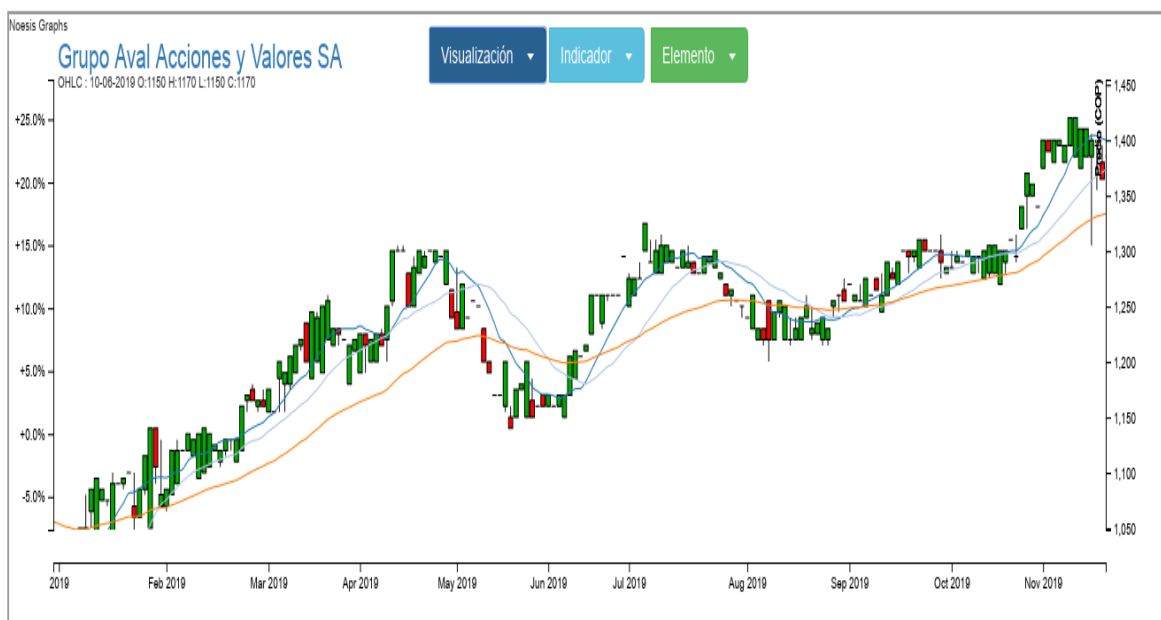 Noesis Graphs
Grupo Aval Acciones y Valores SA
OHLC : 10-06-2019 O:1150 H:1170 L:1150 C:1170
Visualización
Indicador
Elemento
+25.0%
+20.0%
+15.0%
+10.0%
+5.0%
+0.0%
-5.0%
Precio (COP)
1,450
1,400
1,350
1,300
1,250
1,200
1,150
1,100
1,050
2019
Feb 2019
Mar 2019
Apr 2019
May 2019
Jun 2019
Jul 2019
Aug 2019
Sep 2019
Oct 2019
Nov 2019